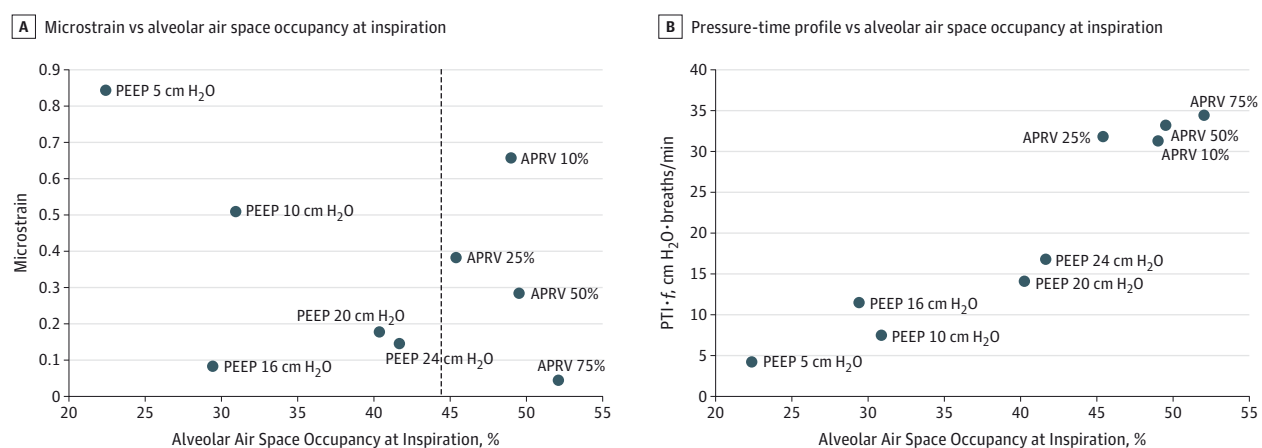 A Microstrain vs alveolar air space occupancy at inspiration
0.9
0.8
0.7
0.6
0.5
0.4
0.3
0.2
0.1
0
Microstrain
PEEP 5 cm H₂O
APRV 10%
PEEP 10 cm H₂O
APRV 25%
APRV 50%
PEEP 20 cm H₂O
PEEP 24 cm H₂O
PEEP 16 cm H₂O
APRV 75%
20 25 30 35 40 45 50 55
Alveolar Air Space Occupancy at Inspiration, %
B Pressure-time profile vs alveolar air space occupancy at inspiration
40
35
30
25
20
15
10
5
0
PTI·f, cm H₂O·breaths/min
APRV 75%
APRV 25%
APRV 50%
APRV 10%
PEEP 24 cm H₂O
PEEP 20 cm H₂O
PEEP 16 cm H₂O
PEEP 10 cm H₂O
PEEP 5 cm H₂O
20 25 30 35 40 45 50 55
Alveolar Air Space Occupancy at Inspiration, %